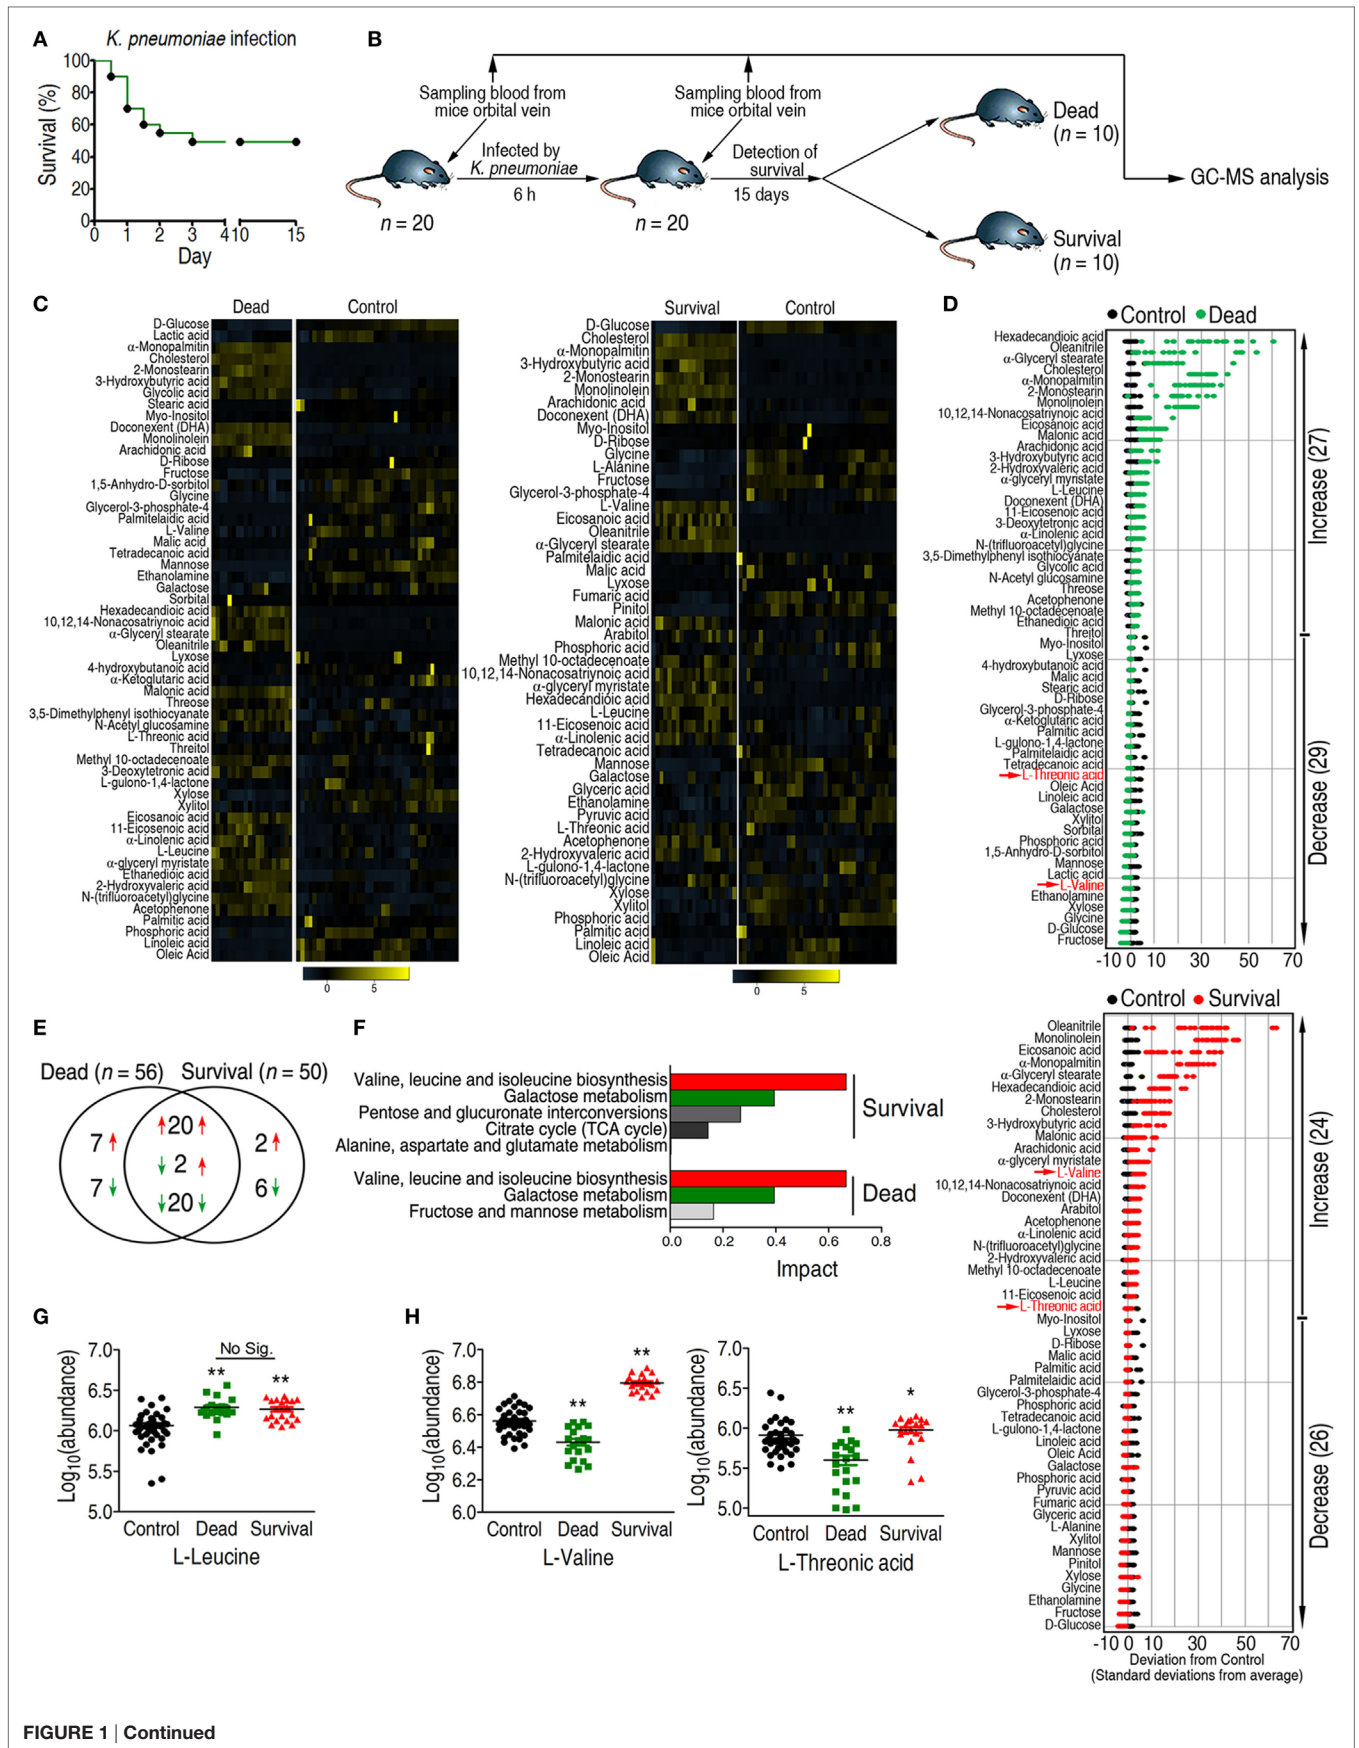 A
K. pneumoniae infection
Survival (%)
100
80
60
40
20
0
0 1 2 3 4 10 15
Day
B
Sampling blood from
mice orbital vein
Sampling blood from
mice orbital vein
Infected by
K. pneumoniae
6 h
Detection of
survival
15 days
n = 20
n = 20
Dead
(n = 10)
Survival
(n = 10)
GC-MS analysis
C
Dead Control
D-Glucose
Lactic acid
α-Monopalmitin
Cholesterol
2-Monostearin
3-Hydroxybutyric acid
Glycolic acid
Stearic acid
Myo-Inositol
Doconexent (DHA)
Monolinolein
Arachidonic acid
D-Ribose
Fructose
1,5-Anhydro-D-sorbitol
Glycine
Glycerol-3-phosphate-4
Palmitelaidic acid
L-Valine
Malic acid
Tetradecanoic acid
Mannose
Ethanolamine
Galactose
Sorbital
Hexadecandioic acid
10,12,14-Nonacosatriynoic acid
α-Glyceryl stearate
Oleanitrile
Lyxose
4-hydroxybutanoic acid
α-Ketoglutaric acid
Malonic acid
Threose
3,5-Dimethylphenyl isothiocyanate
N-Acetyl glucosamine
L-Threonic acid
Threitol
Methyl 10-octadecenoate
3-Deoxytetronic acid
L-gulono-1,4-lactone
Xylose
Xylitol
Eicosanoic acid
11-Eicosenoic acid
α-Linolenic acid
L-Leucine
α-glyceryl myristate
Ethanedioic acid
2-Hydroxyvaleric acid
N-(trifluoroacetyl)glycine
Acetophenone
Palmitic acid
Phosphoric acid
Linoleic acid
Oleic Acid
0 5
Survival Control
D-Glucose
Cholesterol
α-Monopalmitin
3-Hydroxybutyric acid
2-Monostearin
Monolinolein
Arachidonic acid
Doconexent (DHA)
Myo-Inositol
D-Ribose
Glycine
L-Alanine
Fructose
Glycerol-3-phosphate-4
L-Valine
Eicosanoic acid
Oleanitrile
α-Glyceryl stearate
Palmitelaidic acid
Malic acid
Lyxose
Fumaric acid
Pinitol
Malonic acid
Arabitol
Phosphoric acid
Methyl 10-octadecenoate
10,12,14-Nonacosatriynoic acid
α-glyceryl myristate
Hexadecandioic acid
L-Leucine
11-Eicosenoic acid
α-Linolenic acid
Tetradecanoic acid
Mannose
Galactose
Glyceric acid
Ethanolamine
Pyruvic acid
L-Threonic acid
Acetophenone
2-Hydroxyvaleric acid
L-gulono-1,4-lactone
N-(trifluoroacetyl)glycine
Xylose
Xylitol
Phosphoric acid
Palmitic acid
Linoleic acid
Oleic Acid
0 5
D
Control Dead
Hexadecandioic acid
Oleanitrile
α-Glyceryl stearate
Cholesterol
α-Monopalmitin
2-Monostearin
Monolinolein
10,12,14-Nonacosatriynoic acid
Eicosanoic acid
Malonic acid
Arachidonic acid
3-Hydroxybutyric acid
2-Hydroxyvaleric acid
α-glyceryl myristate
L-Leucine
Doconexent (DHA)
11-Eicosenoic acid
3-Deoxytetronic acid
α-Linolenic acid
N-(trifluoroacetyl)glycine
3,5-Dimethylphenyl isothiocyanate
Glycolic acid
N-Acetyl glucosamine
Threose
Acetophenone
Methyl 10-octadecenoate
Ethanedioic acid
Threitol
Myo-Inositol
Lyxose
4-hydroxybutanoic acid
Malic acid
Stearic acid
D-Ribose
Glycerol-3-phosphate-4
α-Ketoglutaric acid
Palmitic acid
L-gulono-1,4-lactone
Palmitelaidic acid
Tetradecanoic acid
L-Threonic acid
Oleic Acid
Linoleic acid
Galactose
Xylitol
Sorbital
Phosphoric acid
1,5-Anhydro-D-sorbitol
Mannose
Lactic acid
L-Valine
Ethanolamine
Xylose
Glycine
D-Glucose
Fructose
-10 0 10 30 50 70
Increase (27)
Decrease (29)
Control Survival
Oleanitrile
Monolinolein
Eicosanoic acid
α-Monopalmitin
α-Glyceryl stearate
Hexadecandioic acid
2-Monostearin
Cholesterol
3-Hydroxybutyric acid
Malonic acid
Arachidonic acid
α-glyceryl myristate
L-Valine
10,12,14-Nonacosatriynoic acid
Doconexent (DHA)
Arabitol
Acetophenone
α-Linolenic acid
N-(trifluoroacetyl)glycine
2-Hydroxyvaleric acid
Methyl 10-octadecenoate
L-Leucine
11-Eicosenoic acid
L-Threonic acid
Myo-Inositol
Lyxose
D-Ribose
Malic acid
Palmitic acid
Palmitelaidic acid
Glycerol-3-phosphate-4
Phosphoric acid
Tetradecanoic acid
L-gulono-1,4-lactone
Linoleic acid
Oleic Acid
Galactose
Phosphoric acid
Pyruvic acid
Fumaric acid
Glyceric acid
L-Alanine
Xylitol
Mannose
Pinitol
Xylose
Glycine
Ethanolamine
Fructose
D-Glucose
-10 0 10 30 50 70
Deviation from Control
(Standard deviations from average)
Increase (24)
Decrease (26)
E
Dead (n = 56) Survival (n = 50)
7 ↑ ↑ 20 ↑ 2 ↑
↓ 2 ↑
7 ↓ ↓ 20 ↓ 6 ↓
F
Valine, leucine and isoleucine biosynthesis
Galactose metabolism
Pentose and glucuronate interconversions
Citrate cycle (TCA cycle)
Alanine, aspartate and glutamate metabolism
Survival
Valine, leucine and isoleucine biosynthesis
Galactose metabolism
Fructose and mannose metabolism
Dead
0.0 0.2 0.4 0.6 0.8
Impact
G
Log10(abundance)
7.0
6.5
6.0
5.5
5.0
No Sig.
** **
Control Dead Survival
L-Leucine
H
Log10(abundance)
7.0
6.8
6.6
6.4
6.2
6.0
** **
Control Dead Survival
L-Valine
Log10(abundance)
7.0
6.5
6.0
5.5
5.0
** *
Control Dead Survival
L-Threonic acid
FIGURE 1 | Continued